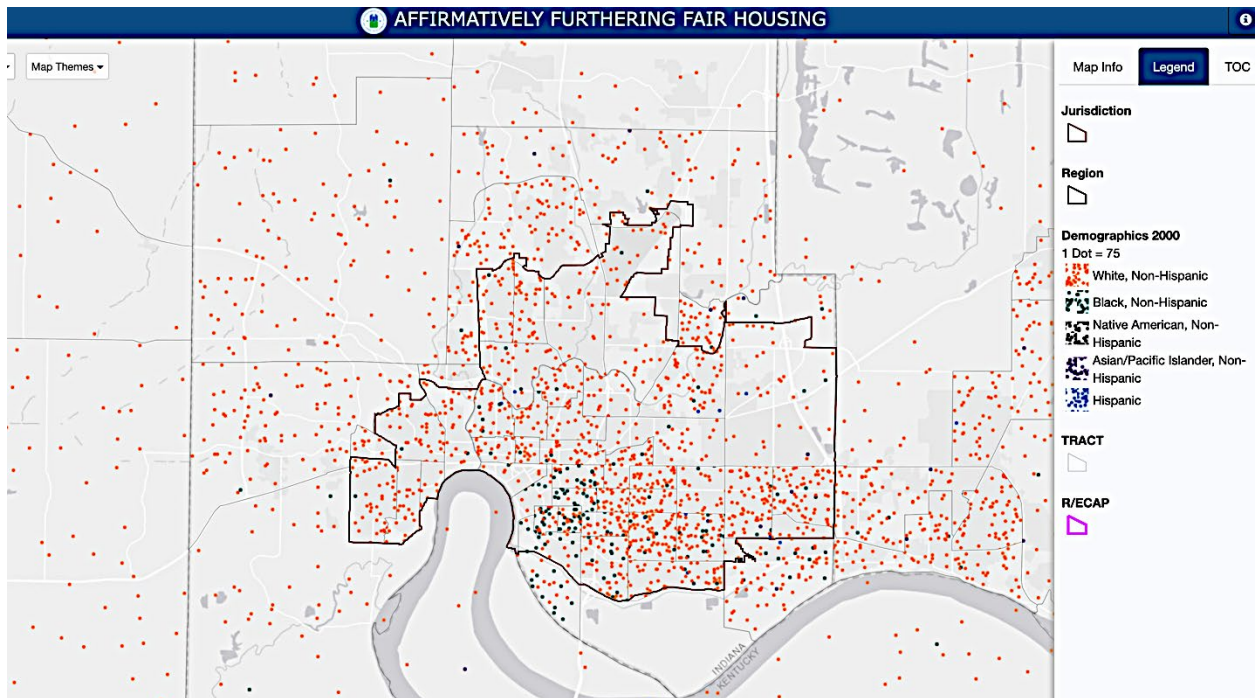 AFFIRMATIVELY FURTHERING FAIR HOUSING
Map Themes
Map Info
Legend
TOC
Jurisdiction
Region
Demographics 2000
1 Dot = 75
White, Non-Hispanic
Black, Non-Hispanic
Native American, Non-
Hispanic
Asian/Pacific Islander, Non-
Hispanic
Hispanic
TRACT
R/ECAP
INDIANA
KENTUCKY